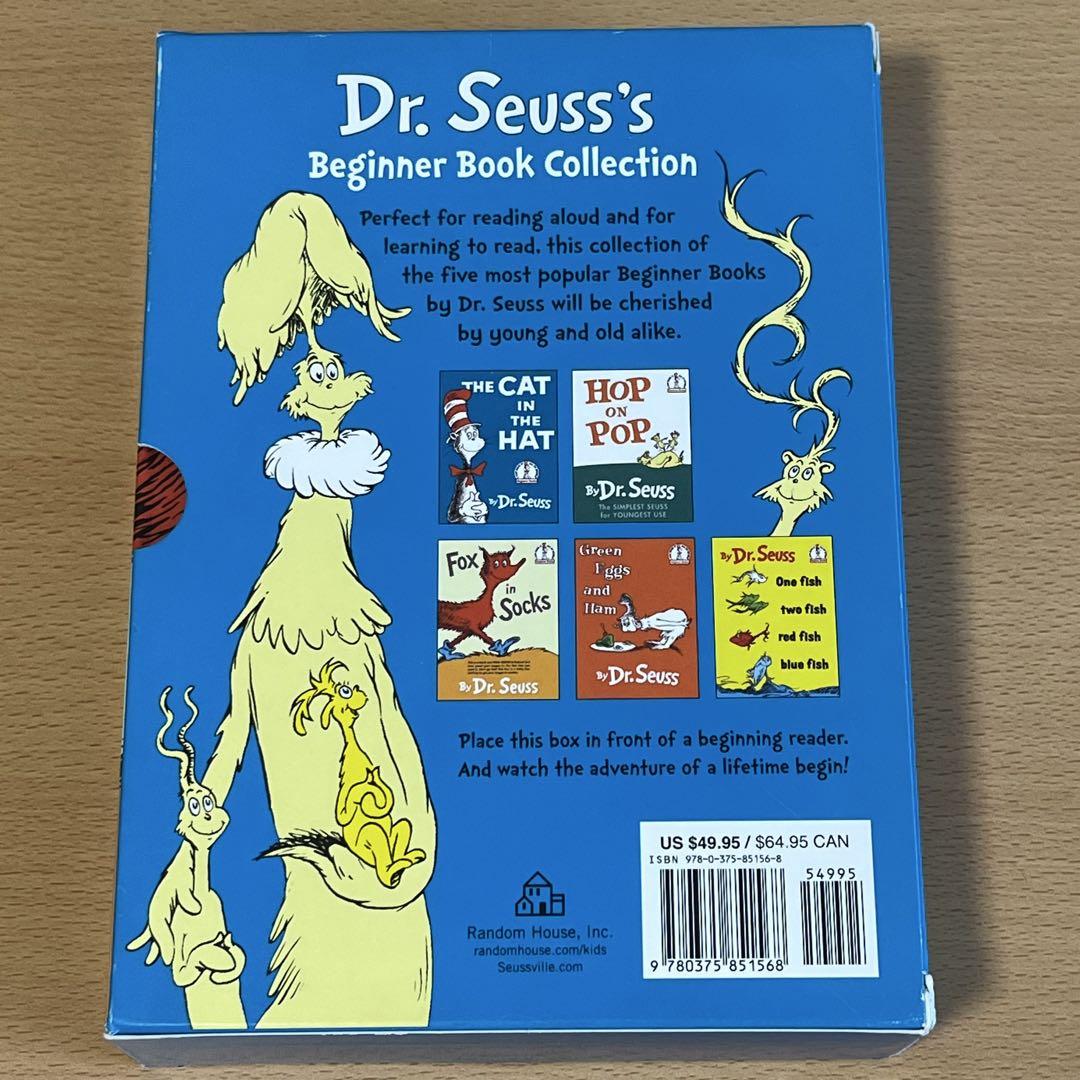 Dr. Seuss's
Beginner Book Collection
Perfect for reading aloud and for
learning to read, this collection of
the five most popular Beginner Books
by Dr. Seuss will be cherished
by young and old alike.
THE CAT
IN
THE
HAT
By Dr. Seuss
HOP
ON
POP
By Dr. Seuss
The SIMPLEST SEUSS
for YOUNGEST USE
Fox
in
Socks
By Dr. Seuss
Green
Eggs
and
Ham
By Dr. Seuss
By Dr. Seuss
One fish
two fish
red fish
blue fish
Place this box in front of a beginning reader.
And watch the adventure of a lifetime begin!
US $49.95 / $64.95 CAN
ISBN 978-0-375-85156-8
54995
9 780375 851568
Random House, Inc.
randomhouse.com/kids
Seussville.com